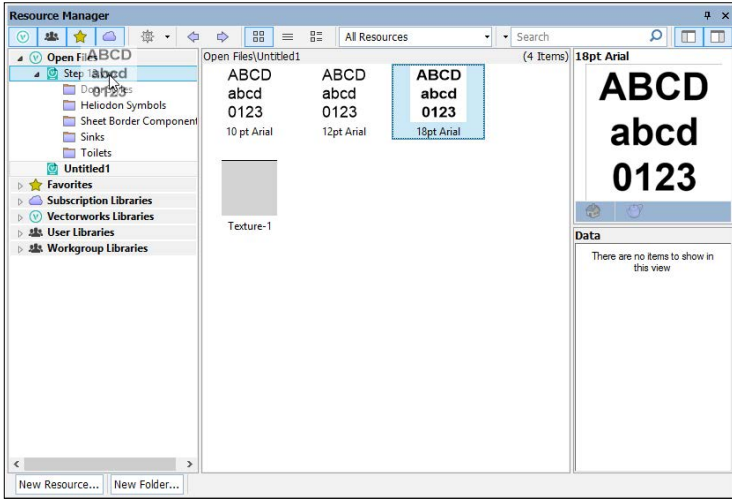 Resource Manager
All Resources
Search
Open Files
ABCD
abcd
0123
Step
Heliodon Symbols
Sheet Border Component
Sinks
Toilets
Untitled1
Favorites
Subscription Libraries
Vectorworks Libraries
User Libraries
Workgroup Libraries
Open Files\Untitled1
(4 Items)
ABCD
abcd
0123
10 pt Arial
ABCD
abcd
0123
12pt Arial
ABCD
abcd
0123
18pt Arial
Texture-1
18pt Arial
ABCD
abcd
0123
Data
There are no items to show in
this view
New Resource...
New Folder...